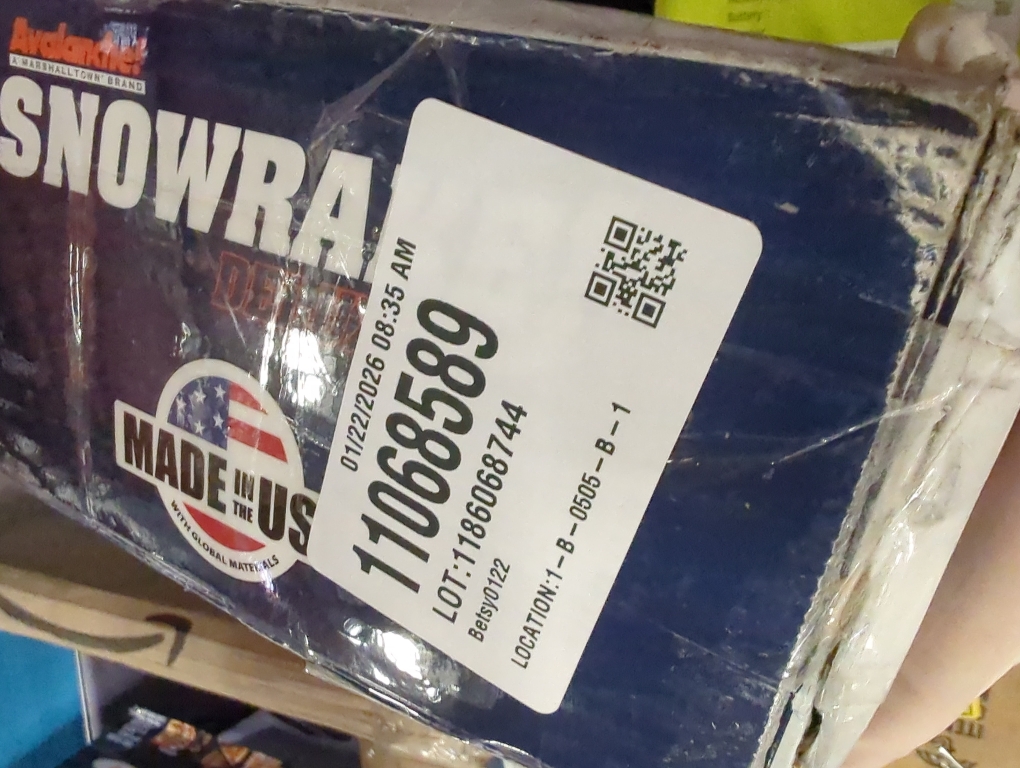 Avalanche!
A MARSHALLTOWN BRAND
SNOWRA
MADE
IN
THE
US
WITH GLOBAL MATERIALS
01/22/2026 08:35 AM
11068589
LOT:1186068744
Betsy0122
LOCATION:1-B-0505-B-1
Battery